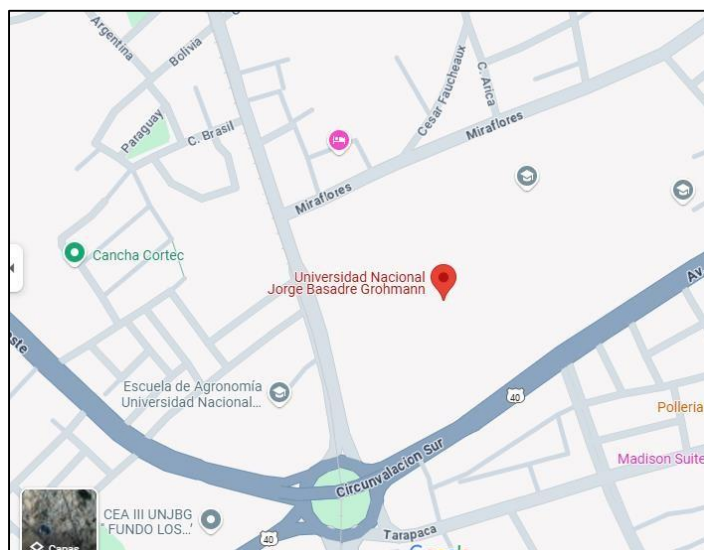 Argentina
Bolivia
Paraguay
C. Brasil
Cesar Faucheaux
C. Arica
Miraflores
Miraflores
Cancha Cortec
Universidad Nacional
Jorge Basadre Grohmann
Av
este
40
Escuela de Agronomía
Universidad Nacional...
Polleria
Madison Suite
Circunvalacion Sur
CEA III UNJBG
" FUNDO LOS..."
40
Tarapaca
Capas